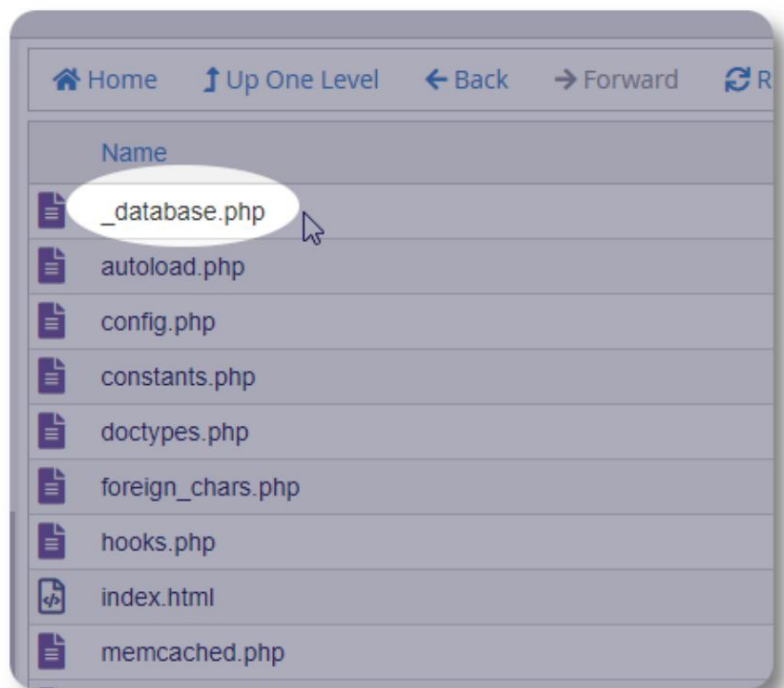 Home Up One Level Back Forward R
Name
_database.php
autoload.php
config.php
constants.php
doctypes.php
foreign_chars.php
hooks.php
index.html
memcached.php